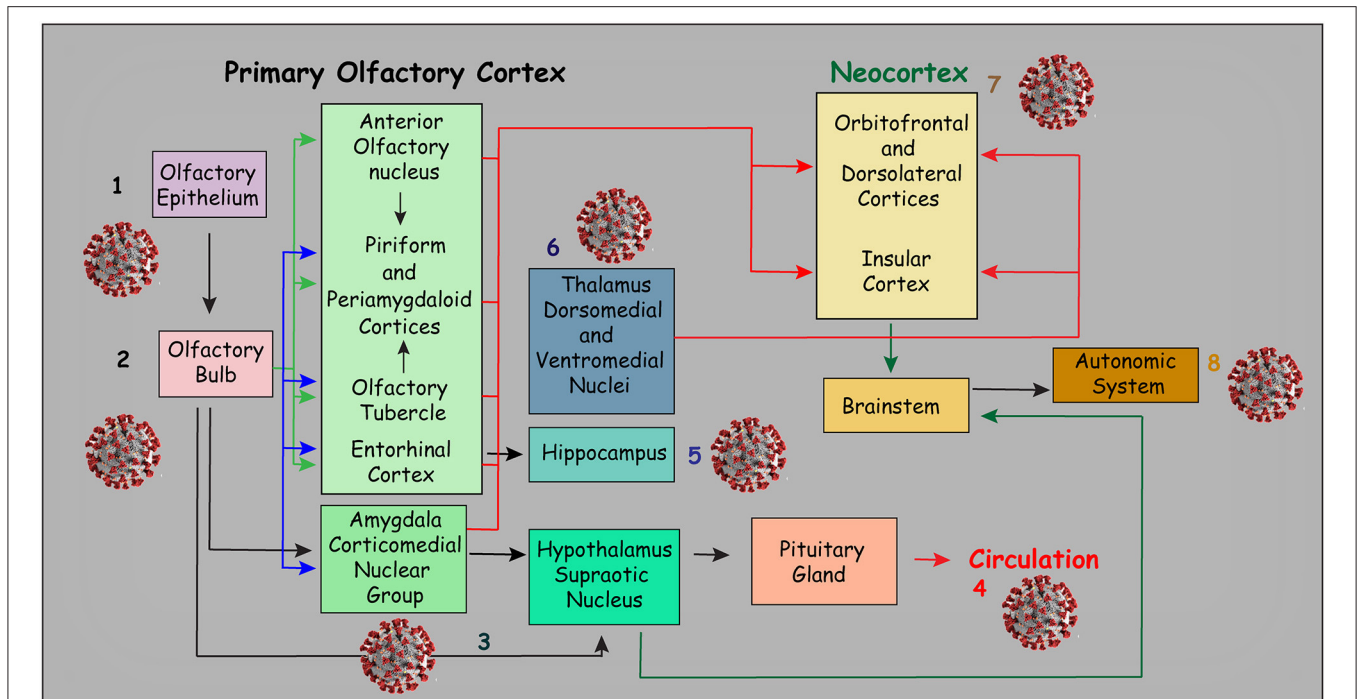 Primary Olfactory Cortex
Neocortex
7
1
Olfactory
Epithelium
2
Olfactory
Bulb
Anterior
Olfactory
nucleus
Piriform
and
Periamygdaloid
Cortices
Olfactory
Tubercle
Entorhinal
Cortex
Amygdala
Corticomedial
Nuclear
Group
3
6
Thalamus
Dorsomedial
and
Ventromedial
Nuclei
Hippocampus
5
Hypothalamus
Supraotic
Nucleus
Pituitary
Gland
Circulation
4
Orbitofrontal
and
Dorsolateral
Cortices
Insular
Cortex
Brainstem
Autonomic
System
8